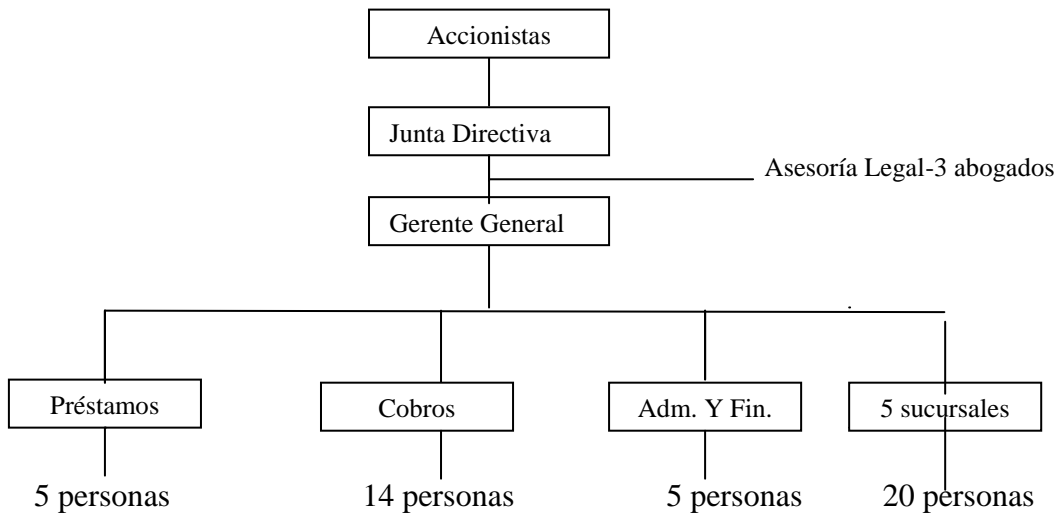 Accionistas
Junta Directiva
Asesoría Legal-3 abogados
Gerente General
Préstamos
Cobros
Adm. Y Fin.
5 sucursales
5 personas
14 personas
5 personas
20 personas